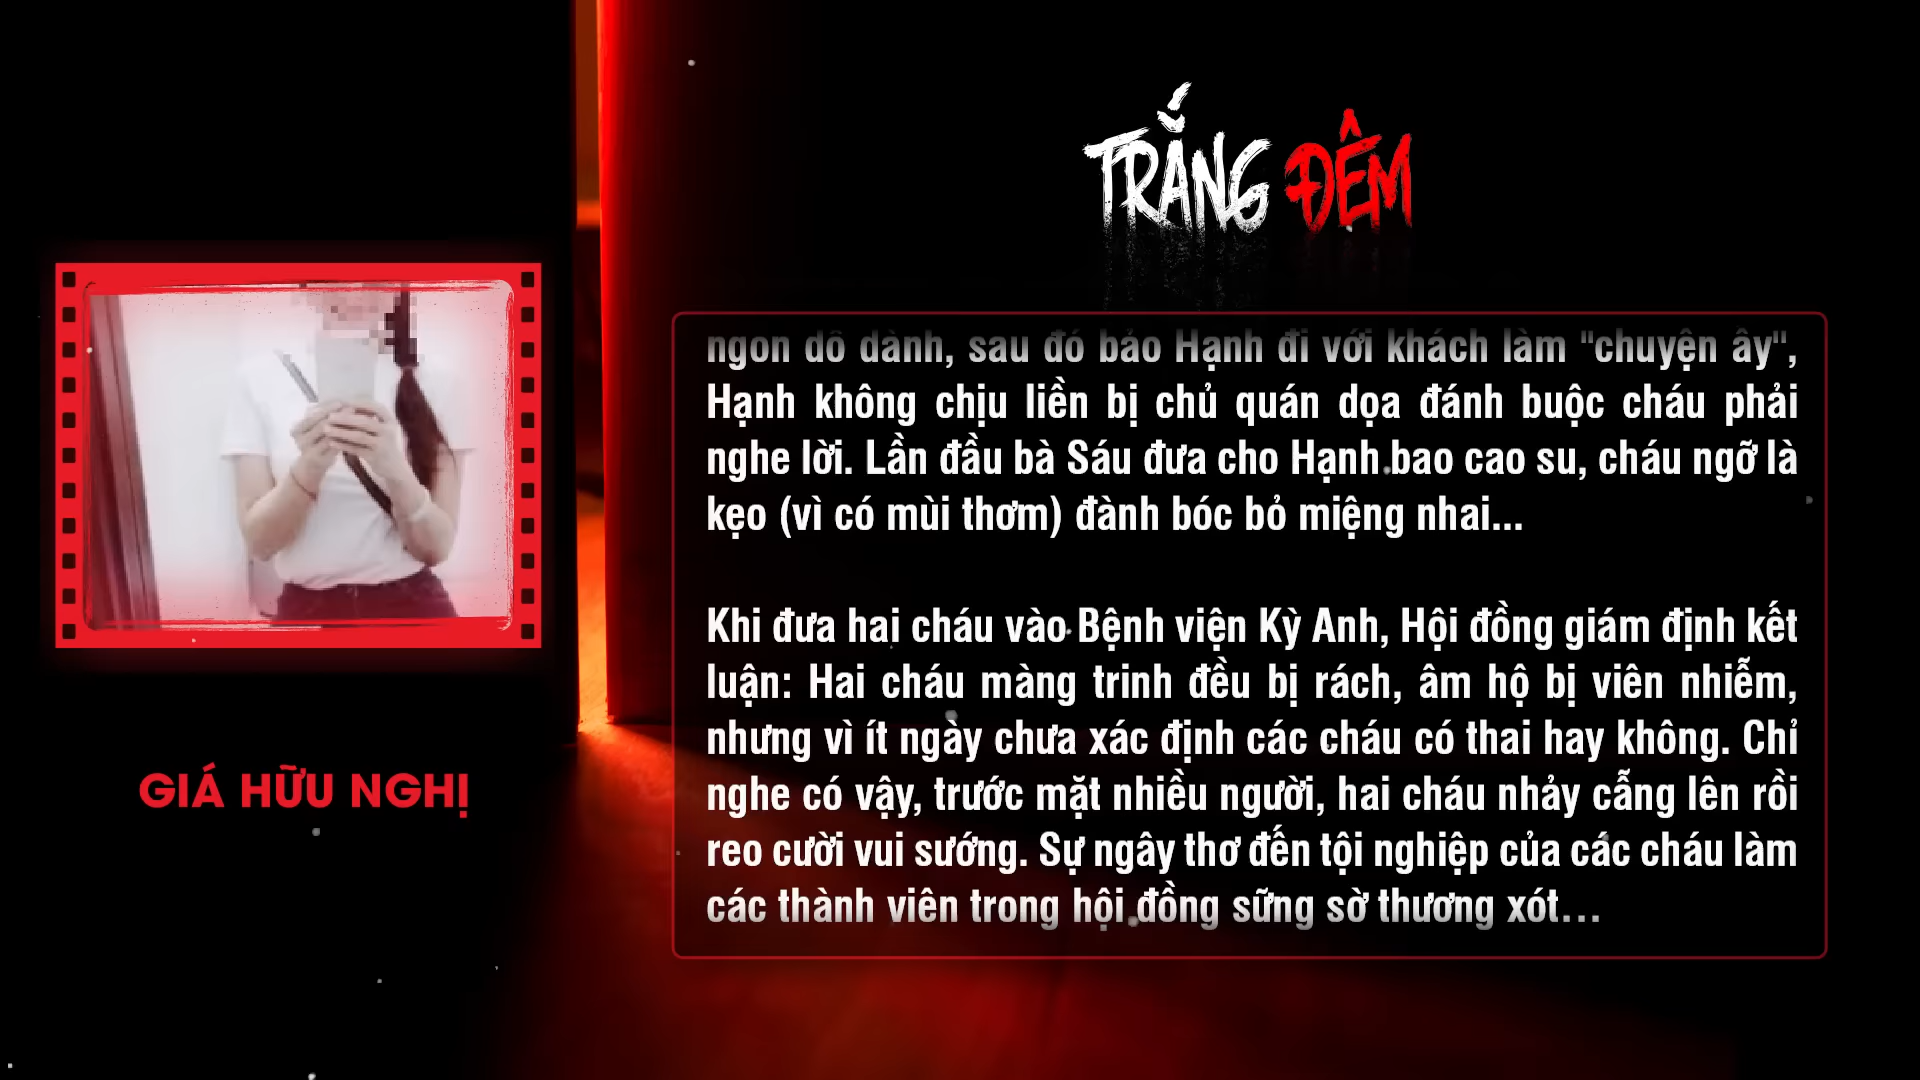 TRẮNG ĐÊM
ngon dỗ dành, sau đó bảo Hạnh đi với khách làm "chuyện ấy",
Hạnh không chịu liền bị chủ quán dọa đánh buộc cháu phải
nghe lời. Lần đầu bà Sáu đưa cho Hạnh bao cao su, cháu ngỡ là
kẹo (vì có mùi thơm) đành bóc bỏ miệng nhai...
Khi đưa hai cháu vào Bệnh viện Kỳ Anh, Hội đồng giám định kết
luận: Hai cháu màng trinh đều bị rách, âm hộ bị viên nhiễm,
nhưng vì ít ngày chưa xác định các cháu có thai hay không. Chỉ
nghe có vậy, trước mặt nhiều người, hai cháu nhảy cẫng lên rồi
reo cười vui sướng. Sự ngây thơ đến tội nghiệp của các cháu làm
các thành viên trong hội đồng sững sờ thương xót...
GIÁ HỮU NGHỊ